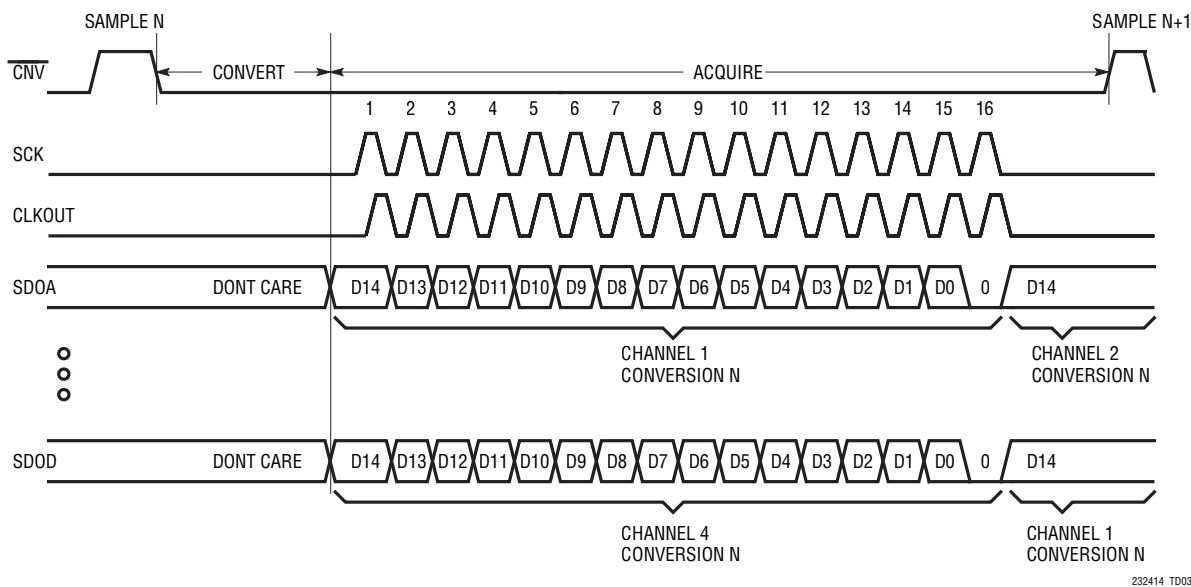 SAMPLE N SAMPLE N+1
CNV CONVERT ACQUIRE
1 2 3 4 5 6 7 8 9 10 11 12 13 14 15 16
SCK
CLKOUT
SDOA DONT CARE D14 D13 D12 D11 D10 D9 D8 D7 D6 D5 D4 D3 D2 D1 D0 0 D14
CHANNEL 1 CHANNEL 2
CONVERSION N CONVERSION N
SDOD DONT CARE D14 D13 D12 D11 D10 D9 D8 D7 D6 D5 D4 D3 D2 D1 D0 0 D14
CHANNEL 4 CHANNEL 1
CONVERSION N CONVERSION N
232414 TD03